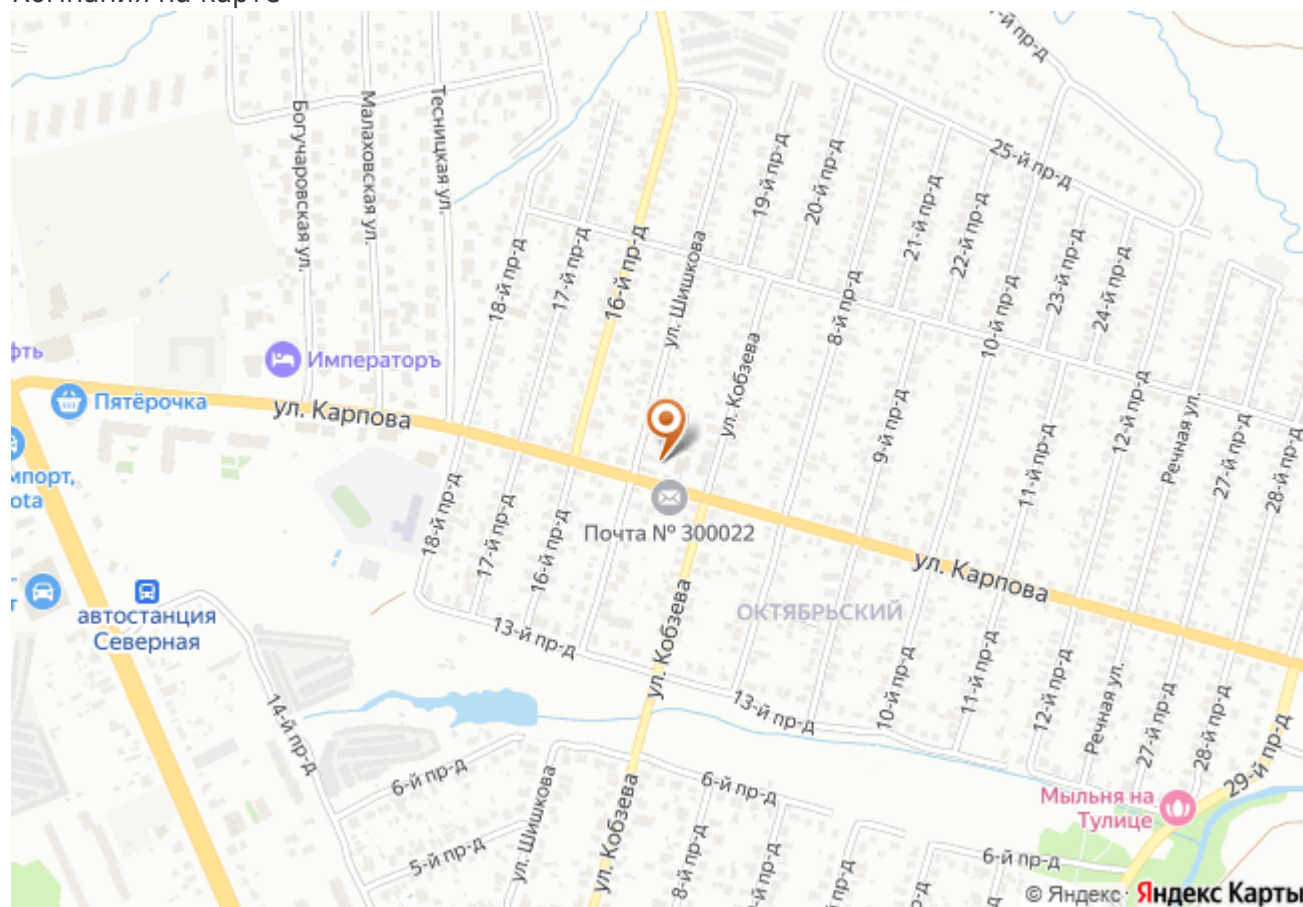 Компания на карте
Богучаровская ул.
Малаховская ул.
Тесницкая ул.
19-й пр-д
20-й пр-д
25-й пр-д
21-й пр-д
22-й пр-д
23-й пр-д
24-й пр-д
18-й пр-д
17-й пр-д
16-й пр-д
ул. Шишкова
ул. Кобзева
8-й пр-д
10-й пр-д
Императоръ
Пятёрочка
ул. Карпова
9-й пр-д
11-й пр-д
12-й пр-д
Речная ул.
27-й пр-д
28-й пр-д
18-й пр-д
17-й пр-д
16-й пр-д
Почта № 300022
ул. Карпова
ОКТЯБРЬСКИЙ
автостанция
Северная
13-й пр-д
ул. Кобзева
13-й пр-д
10-й пр-д
11-й пр-д
12-й пр-д
Речная ул.
27-й пр-д
28-й пр-д
29-й пр-д
14-й пр-д
6-й пр-д
5-й пр-д
ул. Шишкова
ул. Кобзева
6-й пр-д
8-й пр-д
Мыльня на
Тулице
6-й пр-д
© Яндекс Яндекс Карты